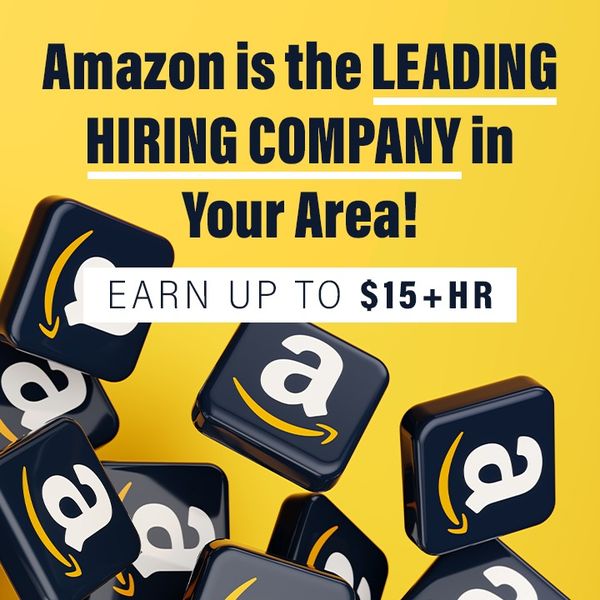 Amazon is the LEADING
HIRING COMPANY in
Your Area!
EARN UP TO $15+HR
a
a
a
a
a